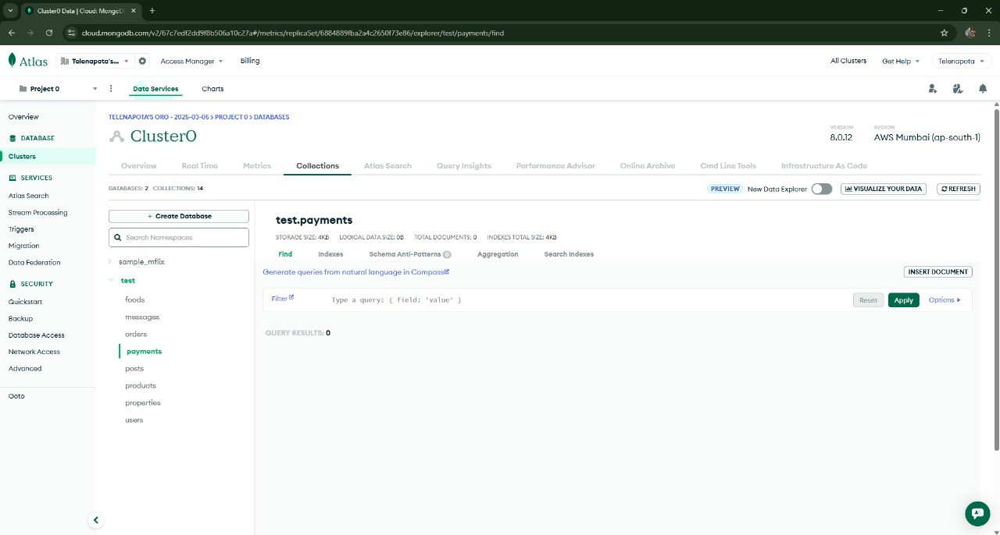 Cluster0 Data | Cloud: MongoDB
cloud.mongodb.com/v2/67c7edf2dd9f8b506a10c27a#/metrics/replicaSet/6884889fba2a4c2650f73e86/explorer/test/payments/find
Atlas
Telenapota's...
Access Manager
Billing
All Clusters
Get Help
Telenapota
Project 0
Data Services
Charts
Overview
DATABASE
Clusters
SERVICES
Atlas Search
Stream Processing
Triggers
Migration
Data Federation
SECURITY
Quickstart
Backup
Database Access
Network Access
Advanced
Goto
TELENAPOTA'S ORG - 2025-03-05 > PROJECT 0 > DATABASES
Cluster0
VERSION
8.0.12
REGION
AWS Mumbai (ap-south-1)
Overview
Real Time
Metrics
Collections
Atlas Search
Query Insights
Performance Advisor
Online Archive
Cmd Line Tools
Infrastructure As Code
DATABASES: 2 COLLECTIONS: 14
PREVIEW New Data Explorer
VISUALIZE YOUR DATA
REFRESH
+ Create Database
Search Namespaces
sample_mflix
test
foods
messages
orders
payments
posts
products
properties
users
test.payments
STORAGE SIZE: 4KB LOGICAL DATA SIZE: 0B TOTAL DOCUMENTS: 0 INDEXES TOTAL SIZE: 4KB
Find
Indexes
Schema Anti-Patterns 0
Aggregation
Search Indexes
Generate queries from natural language in Compass
INSERT DOCUMENT
Filter
Type a query: { field: 'value' }
Reset
Apply
Options
QUERY RESULTS: 0